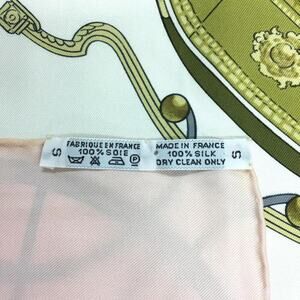 S
FABRIQUE EN FRANCE
100% SOIE
MADE IN FRANCE
100% SILK
DRY CLEAN ONLY
S